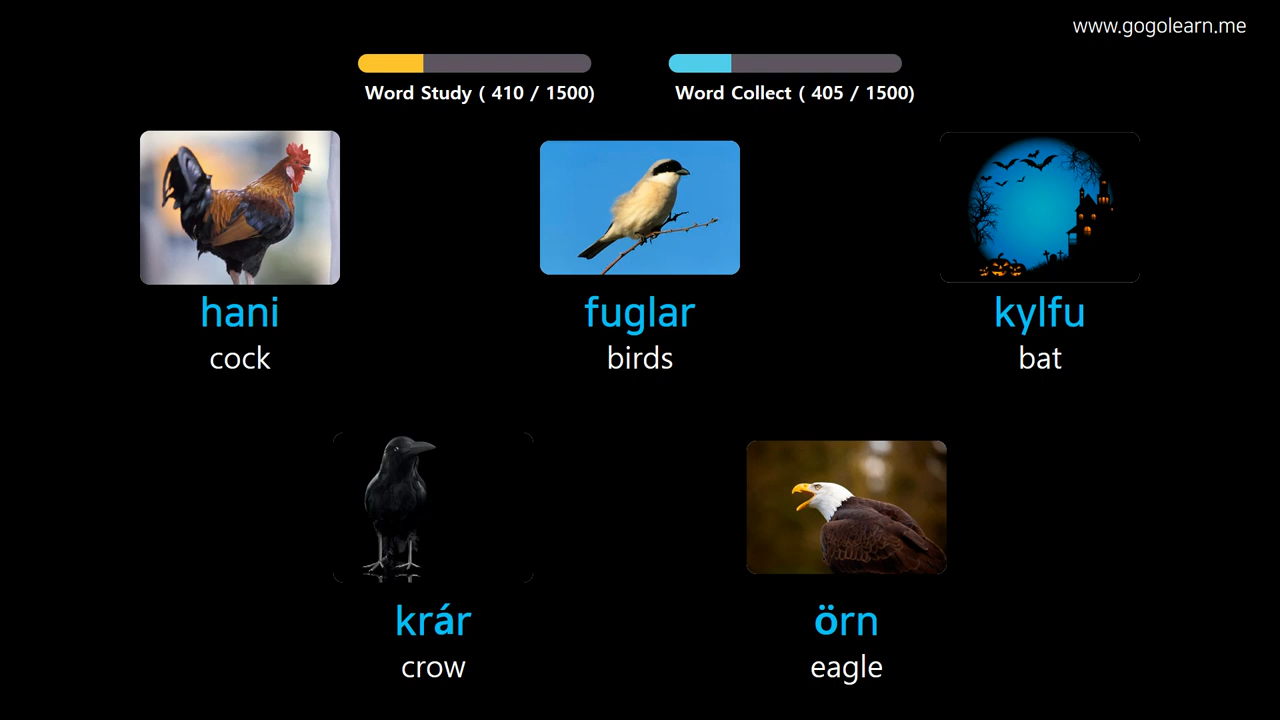 www.gogolearn.me
Word Study ( 410 / 1500)
Word Collect ( 405 / 1500)
hani
cock
fuglar
birds
kylfu
bat
krár
crow
örn
eagle